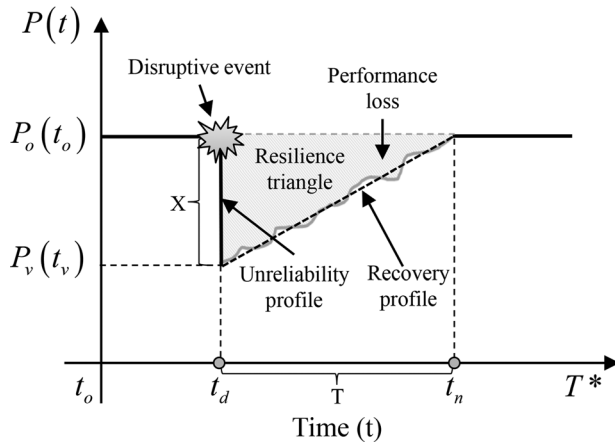 P(t)
Disruptive event
Performance
loss
P_o(t_o)
Resilience
triangle
X
P_v(t_v)
Unreliability
profile
Recovery
profile
t_o
t_d
T
t_n
T*
Time (t)